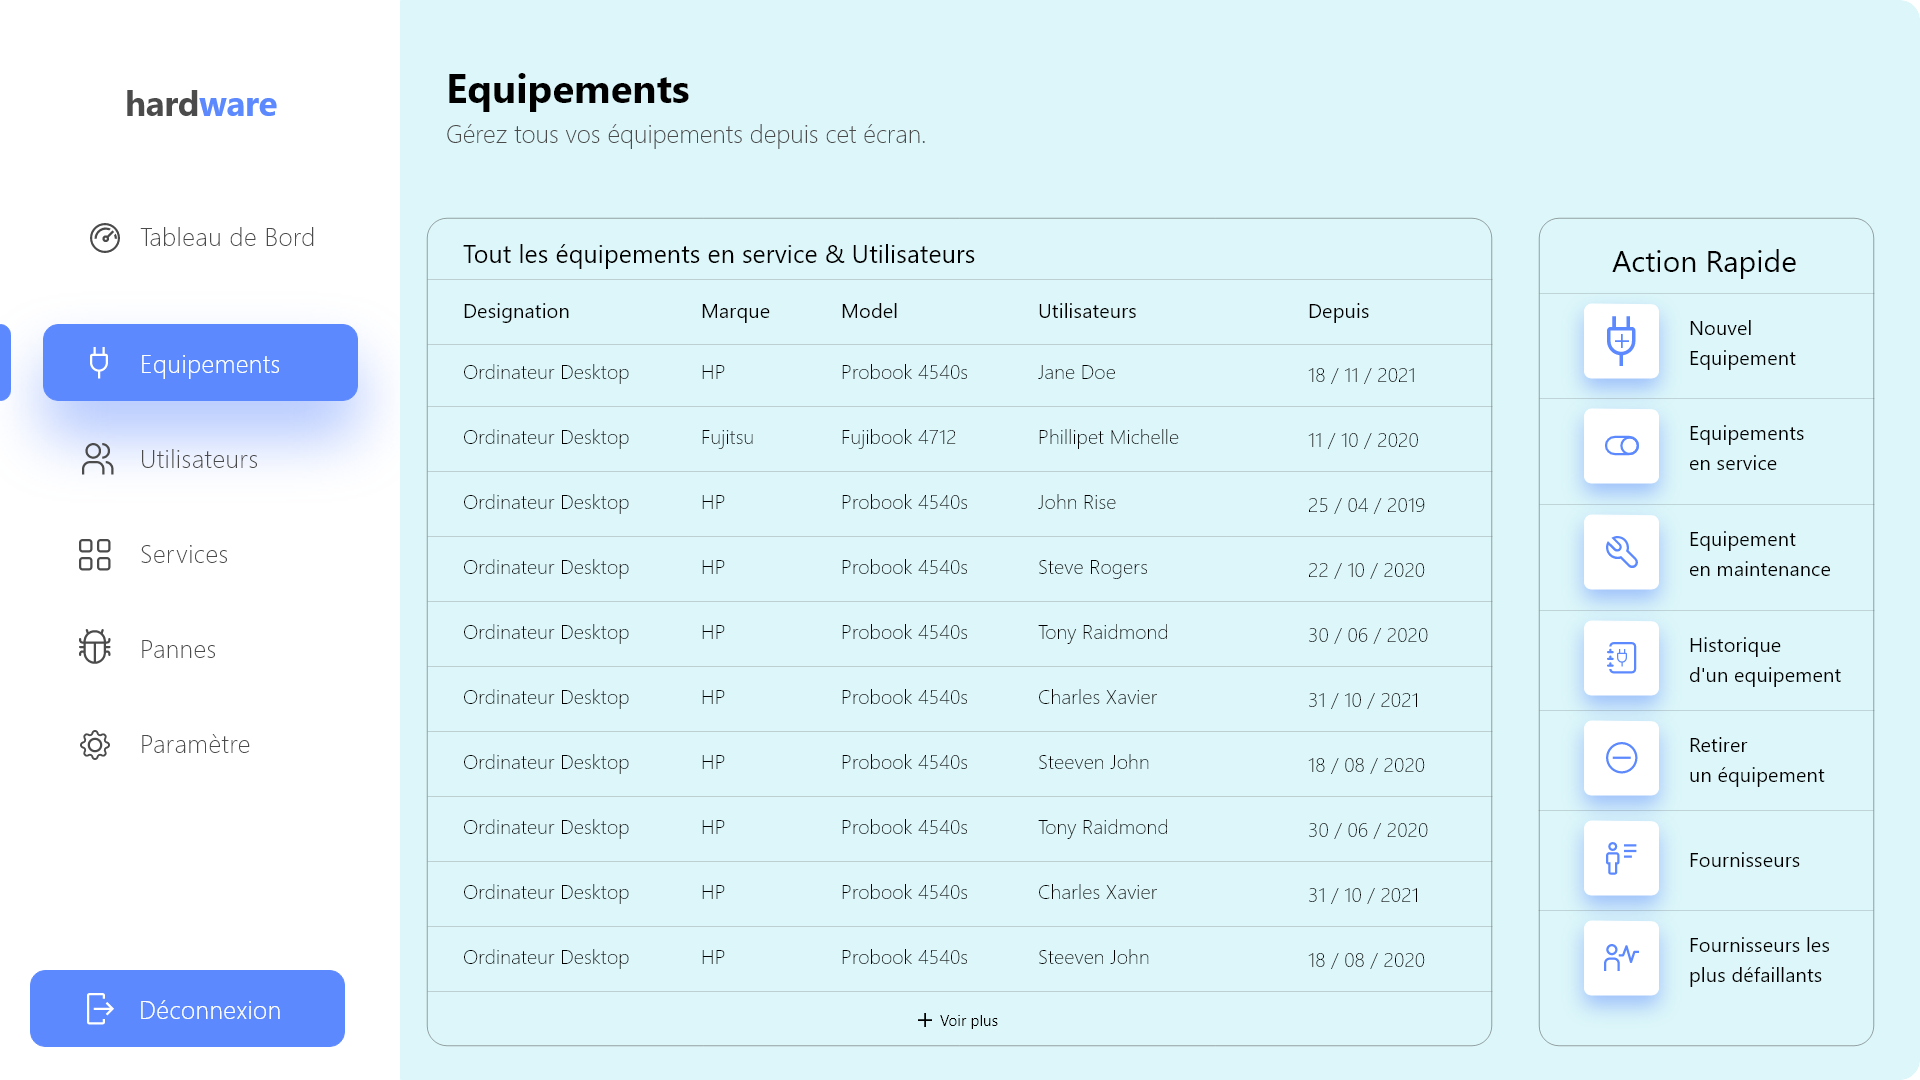 hardware
Tableau de Bord
Equipements
Utilisateurs
Services
Pannes
Paramètre
Déconnexion
Equipements
Gérez tous vos équipements depuis cet écran.
Tout les équipements en service & Utilisateurs
Designation Marque Model Utilisateurs Depuis
Ordinateur Desktop HP Probook 4540s Jane Doe 18 / 11 / 2021
Ordinateur Desktop Fujitsu Fujibook 4712 Phillipet Michelle 11 / 10 / 2020
Ordinateur Desktop HP Probook 4540s John Rise 25 / 04 / 2019
Ordinateur Desktop HP Probook 4540s Steve Rogers 22 / 10 / 2020
Ordinateur Desktop HP Probook 4540s Tony Raidmond 30 / 06 / 2020
Ordinateur Desktop HP Probook 4540s Charles Xavier 31 / 10 / 2021
Ordinateur Desktop HP Probook 4540s Steeven John 18 / 08 / 2020
Ordinateur Desktop HP Probook 4540s Tony Raidmond 30 / 06 / 2020
Ordinateur Desktop HP Probook 4540s Charles Xavier 31 / 10 / 2021
Ordinateur Desktop HP Probook 4540s Steeven John 18 / 08 / 2020
Voir plus
Action Rapide
Nouvel
Equipement
Equipements
en service
Equipement
en maintenance
Historique
d'un equipement
Retirer
un équipement
Fournisseurs
Fournisseurs les
plus défaillants